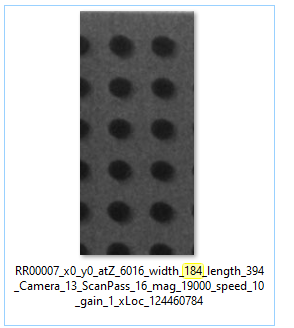 RR00007_x0_y0_atZ_6016_width_184_length_394
_Camera_13_ScanPass_16_mag_19000_speed_10
_gain_1_xLoc_124460784